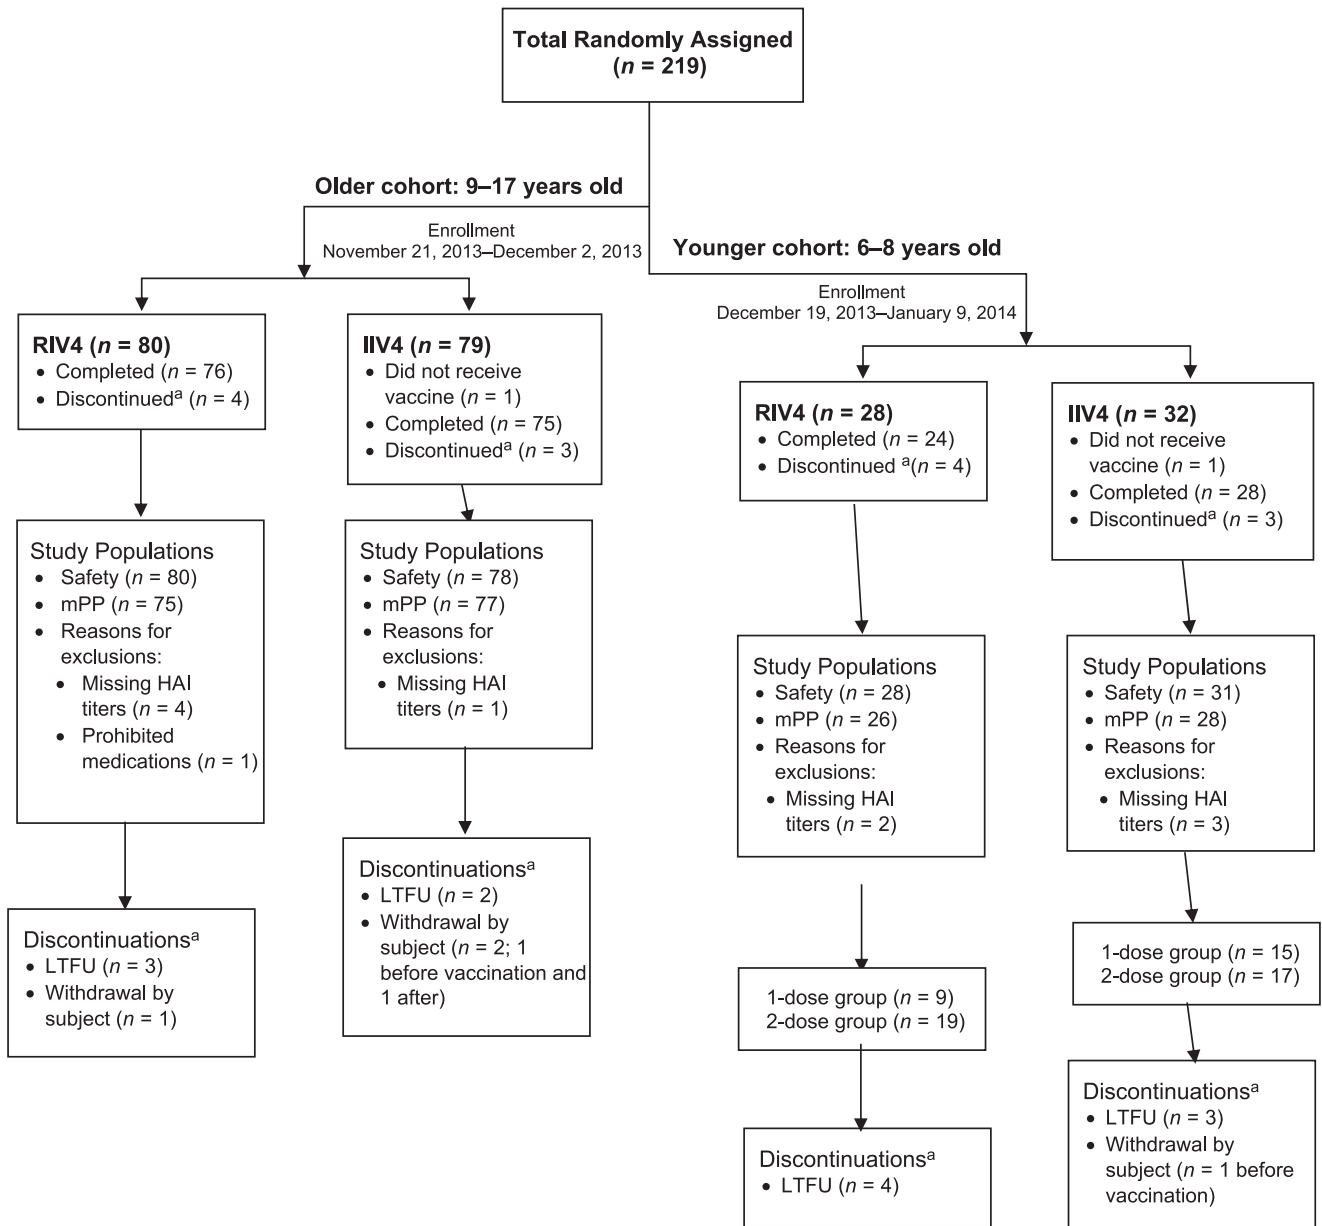 Total Randomly Assigned
(n = 219)
Older cohort: 9–17 years old
Enrollment
November 21, 2013–December 2, 2013
Younger cohort: 6–8 years old
Enrollment
December 19, 2013–January 9, 2014
RIV4 (n = 80)
• Completed (n = 76)
• Discontinuedᵃ (n = 4)
IIV4 (n = 79)
• Did not receive
vaccine (n = 1)
• Completed (n = 75)
• Discontinuedᵃ (n = 3)
RIV4 (n = 28)
• Completed (n = 24)
• Discontinued ᵃ(n = 4)
IIV4 (n = 32)
• Did not receive
vaccine (n = 1)
• Completed (n = 28)
• Discontinuedᵃ (n = 3)
Study Populations
• Safety (n = 80)
• mPP (n = 75)
• Reasons for
exclusions:
• Missing HAI
titers (n = 4)
• Prohibited
medications (n = 1)
Study Populations
• Safety (n = 78)
• mPP (n = 77)
• Reasons for
exclusions:
• Missing HAI
titers (n = 1)
Study Populations
• Safety (n = 28)
• mPP (n = 26)
• Reasons for
exclusions:
• Missing HAI
titers (n = 2)
Study Populations
• Safety (n = 31)
• mPP (n = 28)
• Reasons for
exclusions:
• Missing HAI
titers (n = 3)
Discontinuationsᵃ
• LTFU (n = 3)
• Withdrawal by
subject (n = 1)
Discontinuationsᵃ
• LTFU (n = 2)
• Withdrawal by
subject (n = 2; 1
before vaccination and
1 after)
1-dose group (n = 9)
2-dose group (n = 19)
1-dose group (n = 15)
2-dose group (n = 17)
Discontinuationsᵃ
• LTFU (n = 4)
Discontinuationsᵃ
• LTFU (n = 3)
• Withdrawal by
subject (n = 1 before
vaccination)